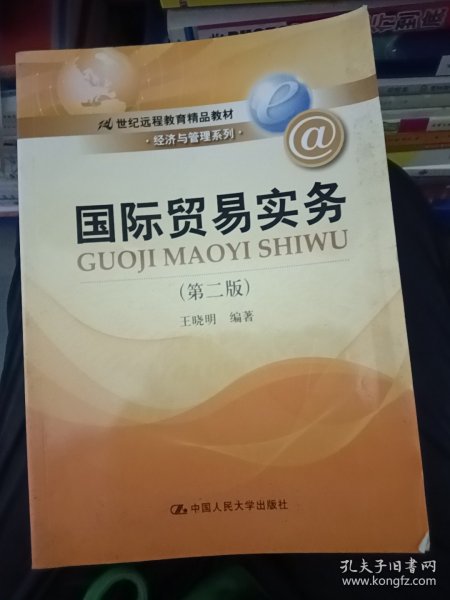 21世纪远程教育精品教材
·经济与管理系列·
e
@
国际贸易实务
GUOJI MAOYI SHIWU
(第二版)
王晓明 编著
中国人民大学出版社
孔夫子旧书网
www.kongfz.com